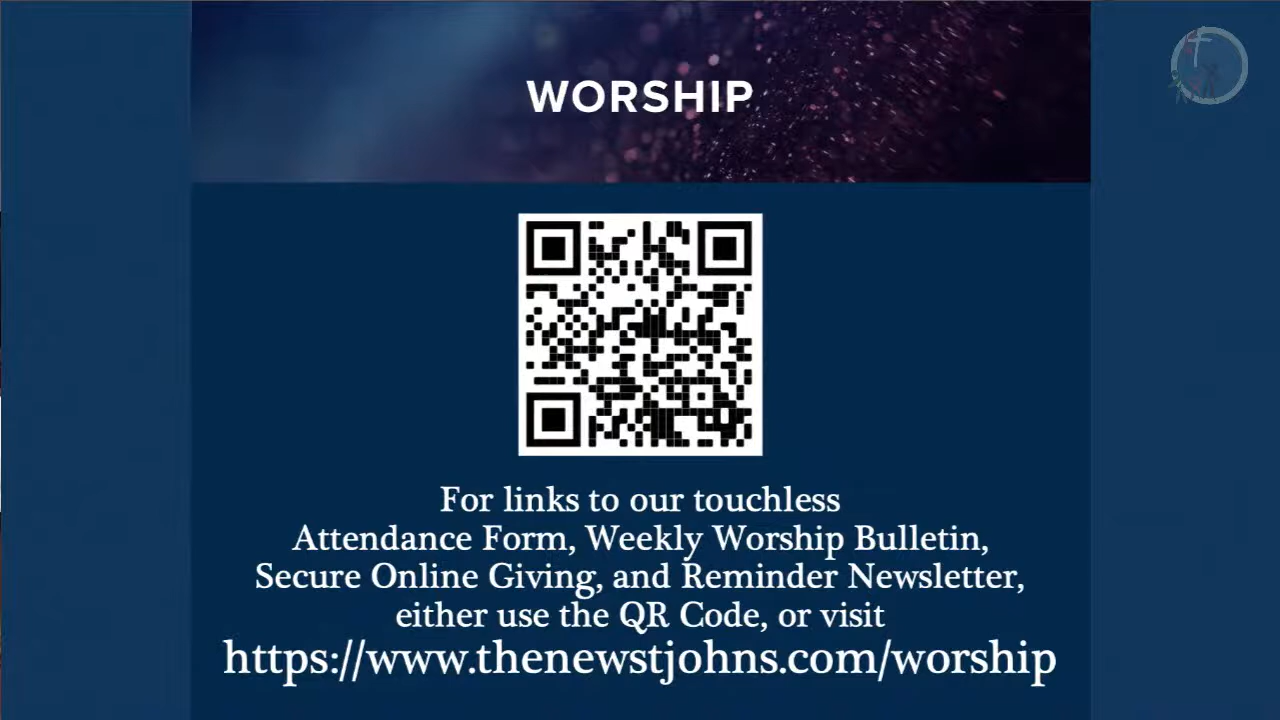 WORSHIP
For links to our touchless
Attendance Form, Weekly Worship Bulletin,
Secure Online Giving, and Reminder Newsletter,
either use the QR Code, or visit
https://www.thenewstjohns.com/worship